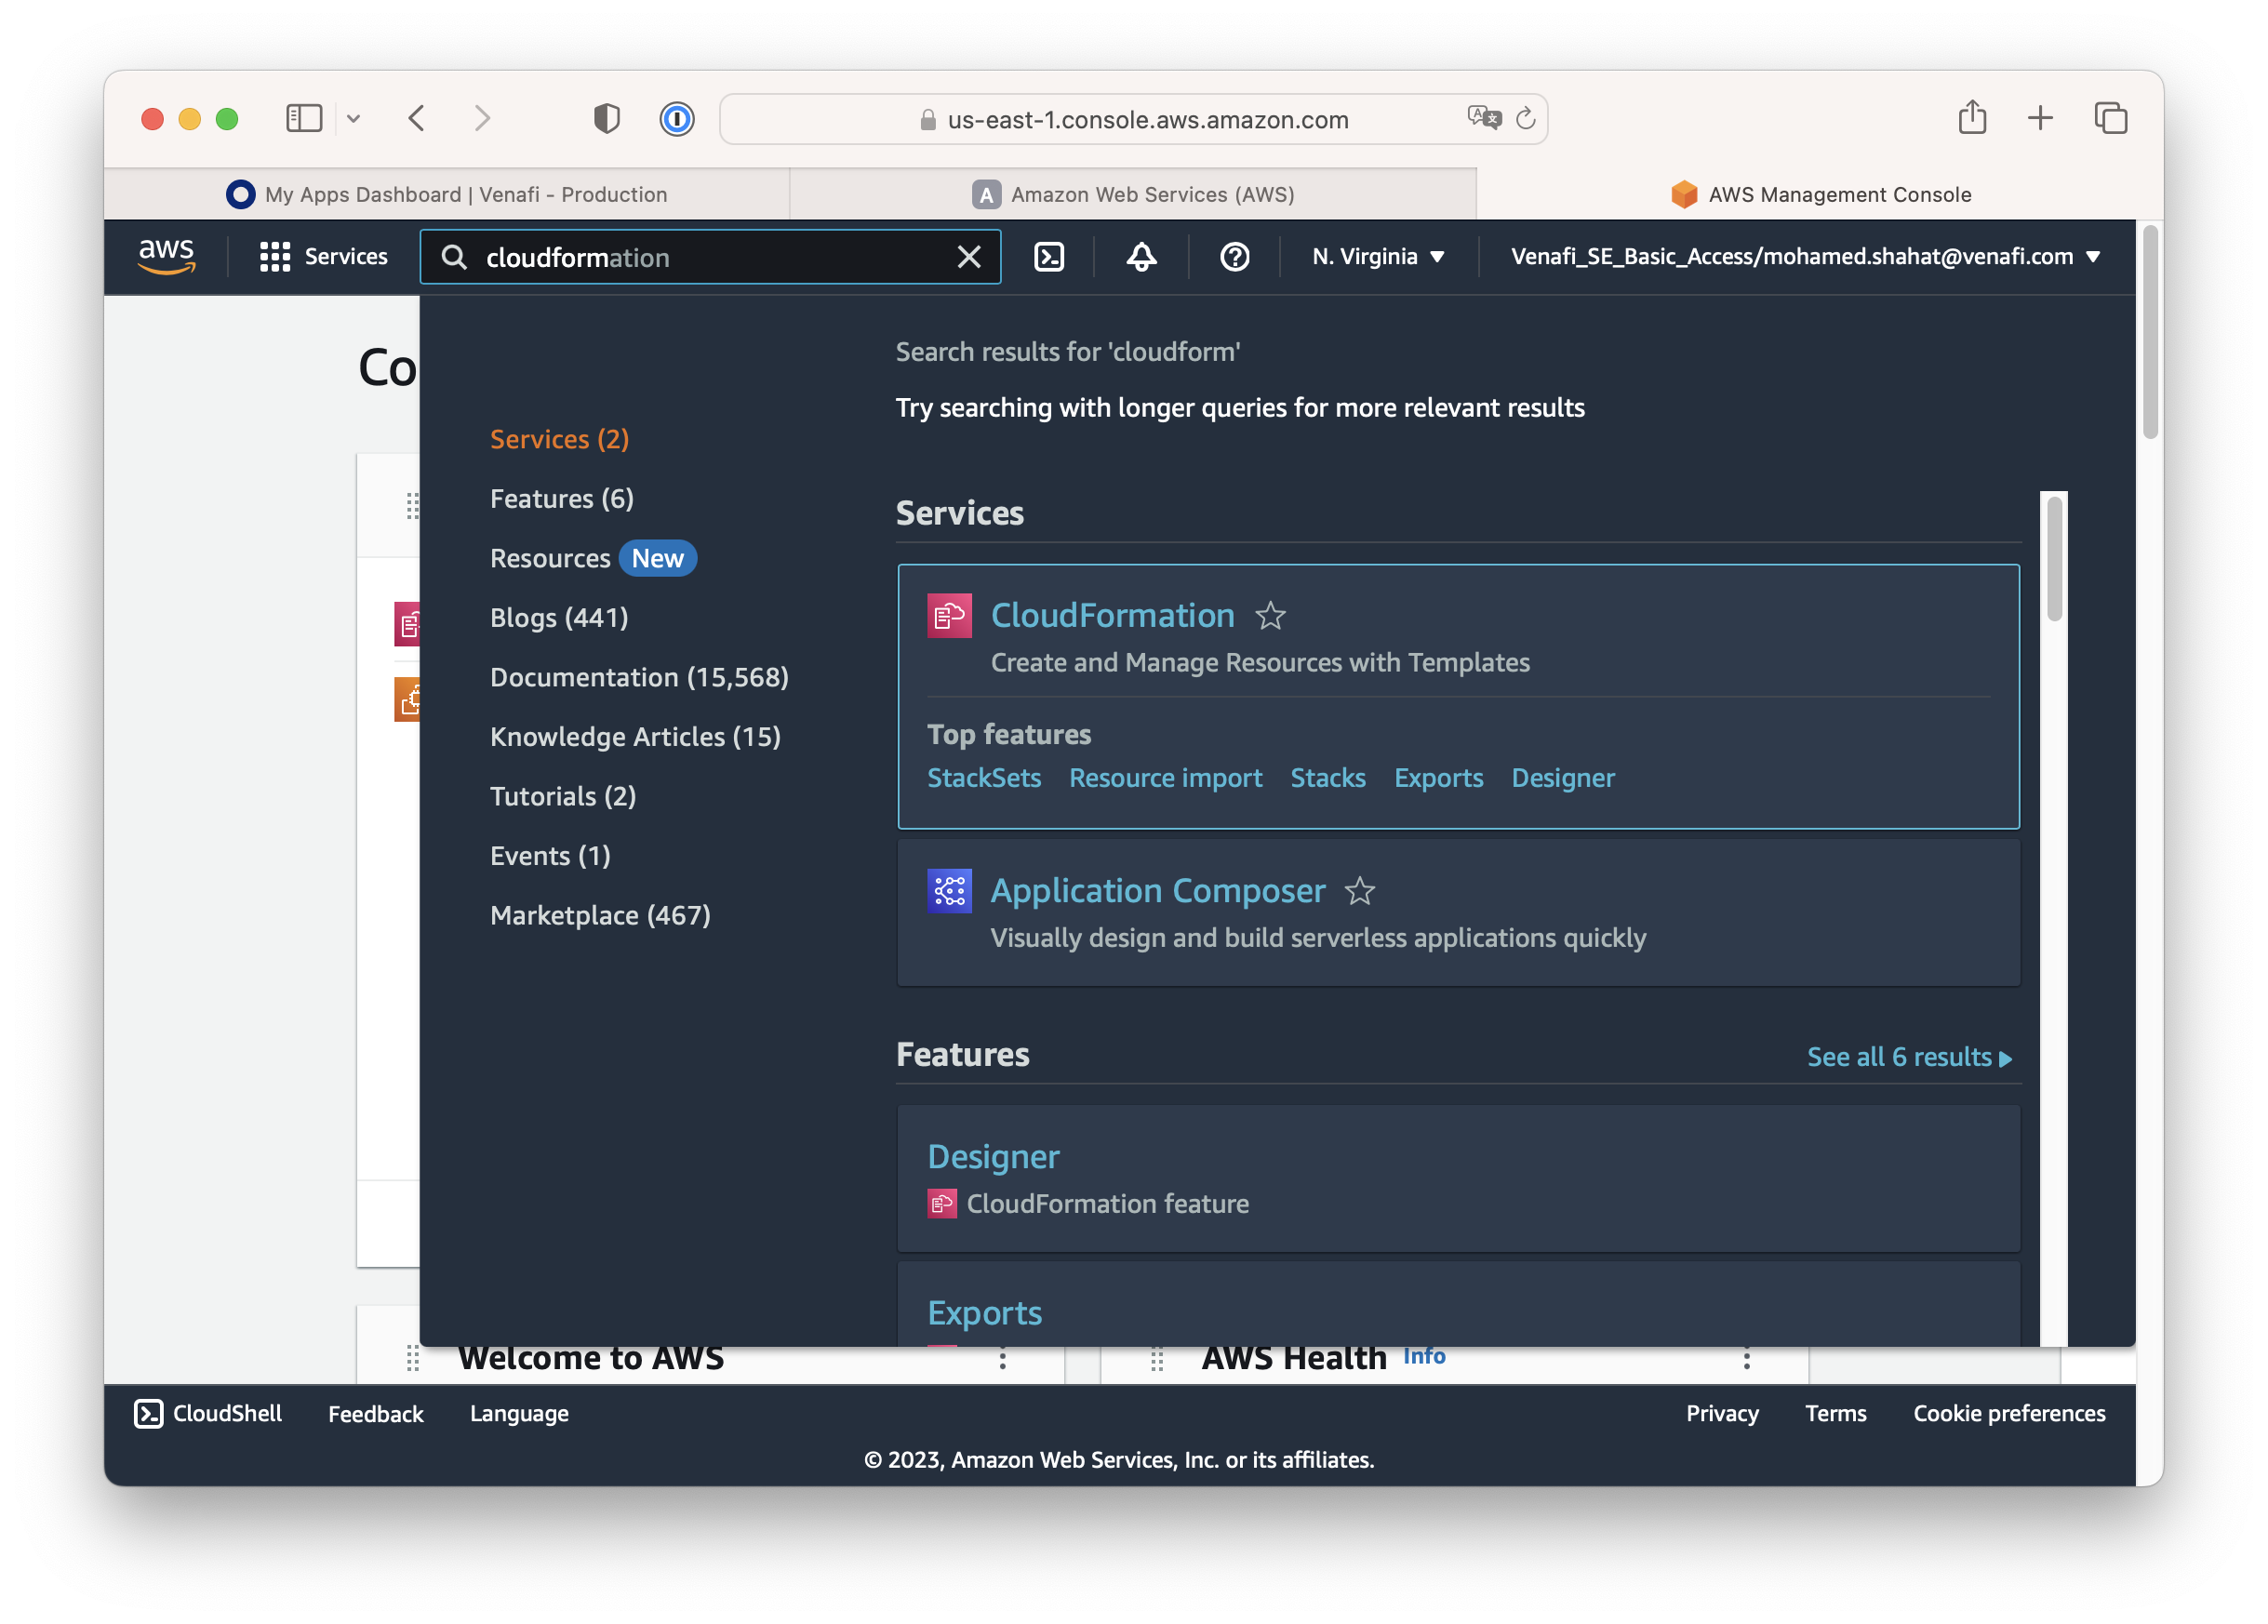 us-east-1.console.aws.amazon.com
My Apps Dashboard | Venafi - Production
A Amazon Web Services (AWS)
AWS Management Console
aws
Services
cloudformation
N. Virginia
Venafi_SE_Basic_Access/mohamed.shahat@venafi.com
Co
Services (2)
Features (6)
Resources New
Blogs (441)
Documentation (15,568)
Knowledge Articles (15)
Tutorials (2)
Events (1)
Marketplace (467)
Search results for 'cloudform'
Try searching with longer queries for more relevant results
Services
CloudFormation
Create and Manage Resources with Templates
Top features
StackSets Resource import Stacks Exports Designer
Application Composer
Visually design and build serverless applications quickly
Features
See all 6 results
Designer
CloudFormation feature
Exports
Welcome to AWS
AWS Health Info
CloudShell Feedback Language
Privacy Terms Cookie preferences
© 2023, Amazon Web Services, Inc. or its affiliates.